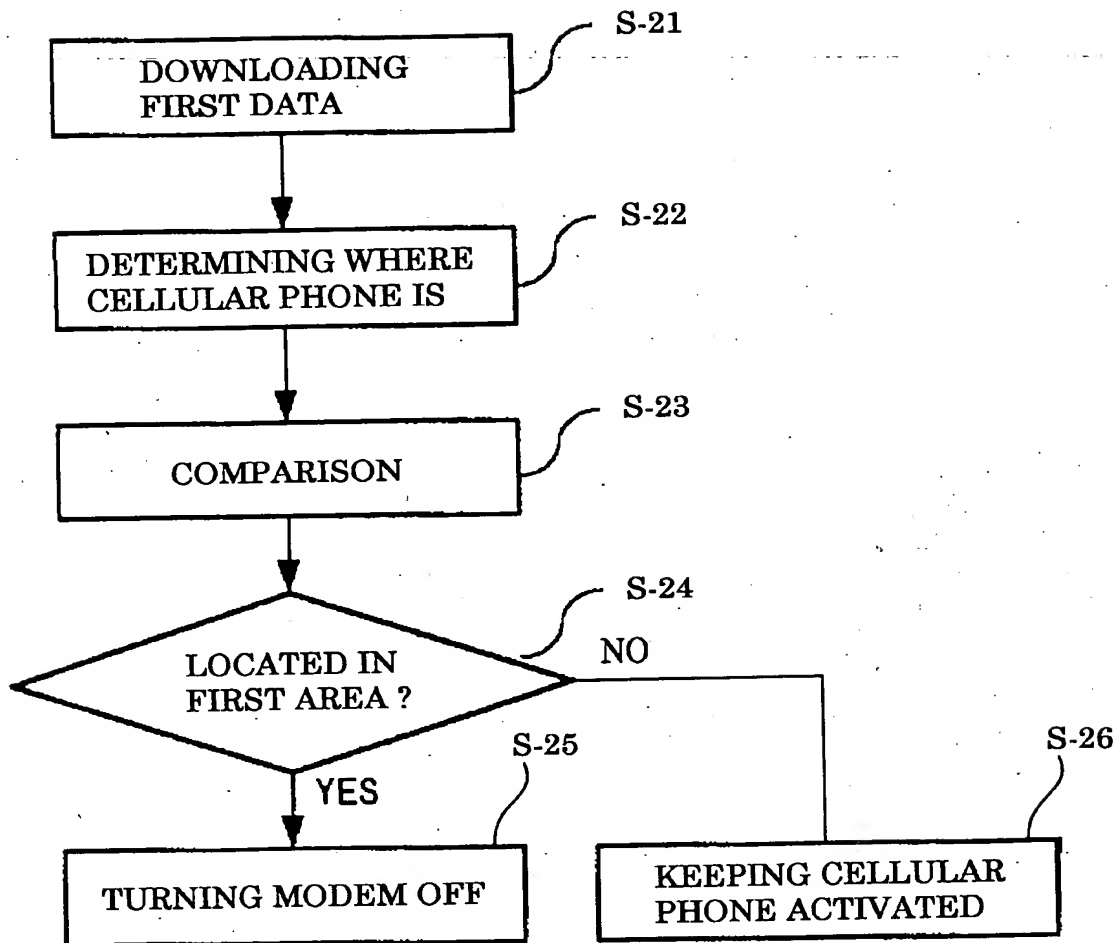 S-21
DOWNLOADING
FIRST DATA
S-22
DETERMINING WHERE
CELLULAR PHONE IS
S-23
COMPARISON
S-24
LOCATED IN
FIRST AREA ?
NO
S-25
S-26
YES
TURNING MODEM OFF
KEEPING CELLULAR
PHONE ACTIVATED